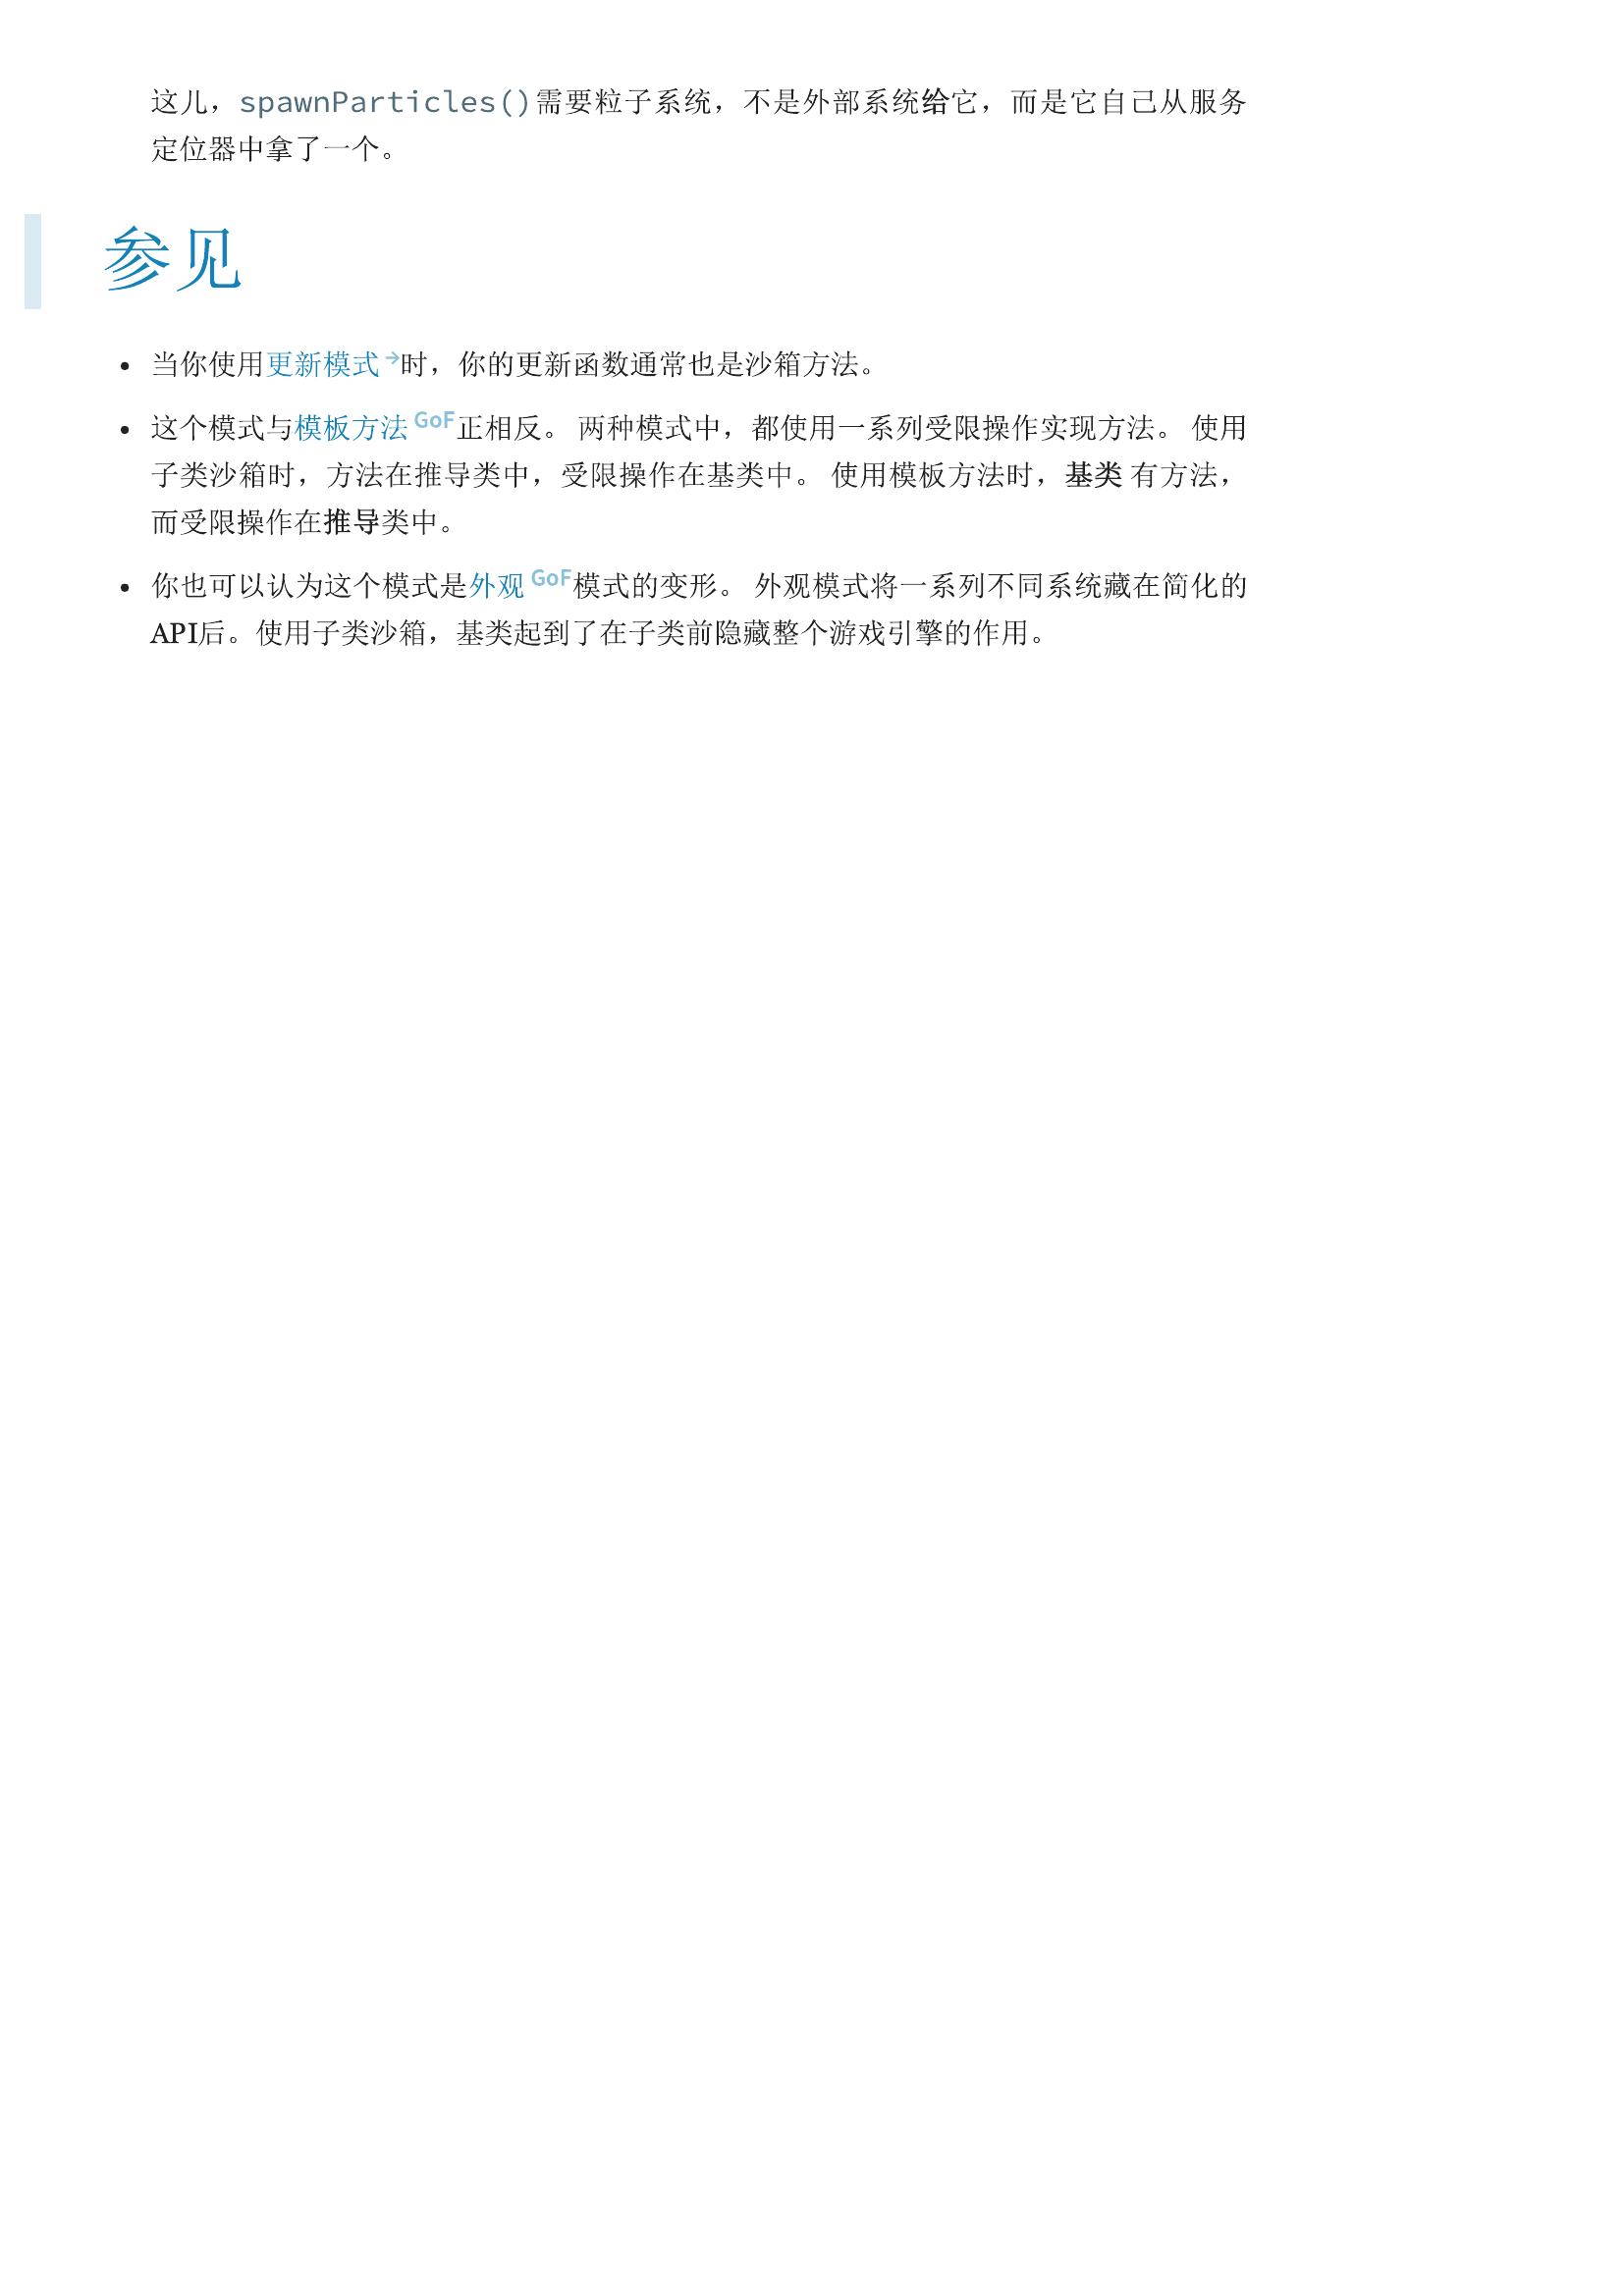 这儿，spawnParticles()需要粒子系统，不是外部系统给它，而是它自己从服务
定位器中拿了一个。
参见
• 当你使用更新模式→时，你的更新函数通常也是沙箱方法。
• 这个模式与模板方法GoF正相反。 两种模式中，都使用一系列受限操作实现方法。 使用
子类沙箱时，方法在推导类中，受限操作在基类中。 使用模板方法时，基类 有方法，
而受限操作在推导类中。
• 你也可以认为这个模式是外观GoF模式的变形。 外观模式将一系列不同系统藏在简化的
API后。使用子类沙箱，基类起到了在子类前隐藏整个游戏引擎的作用。